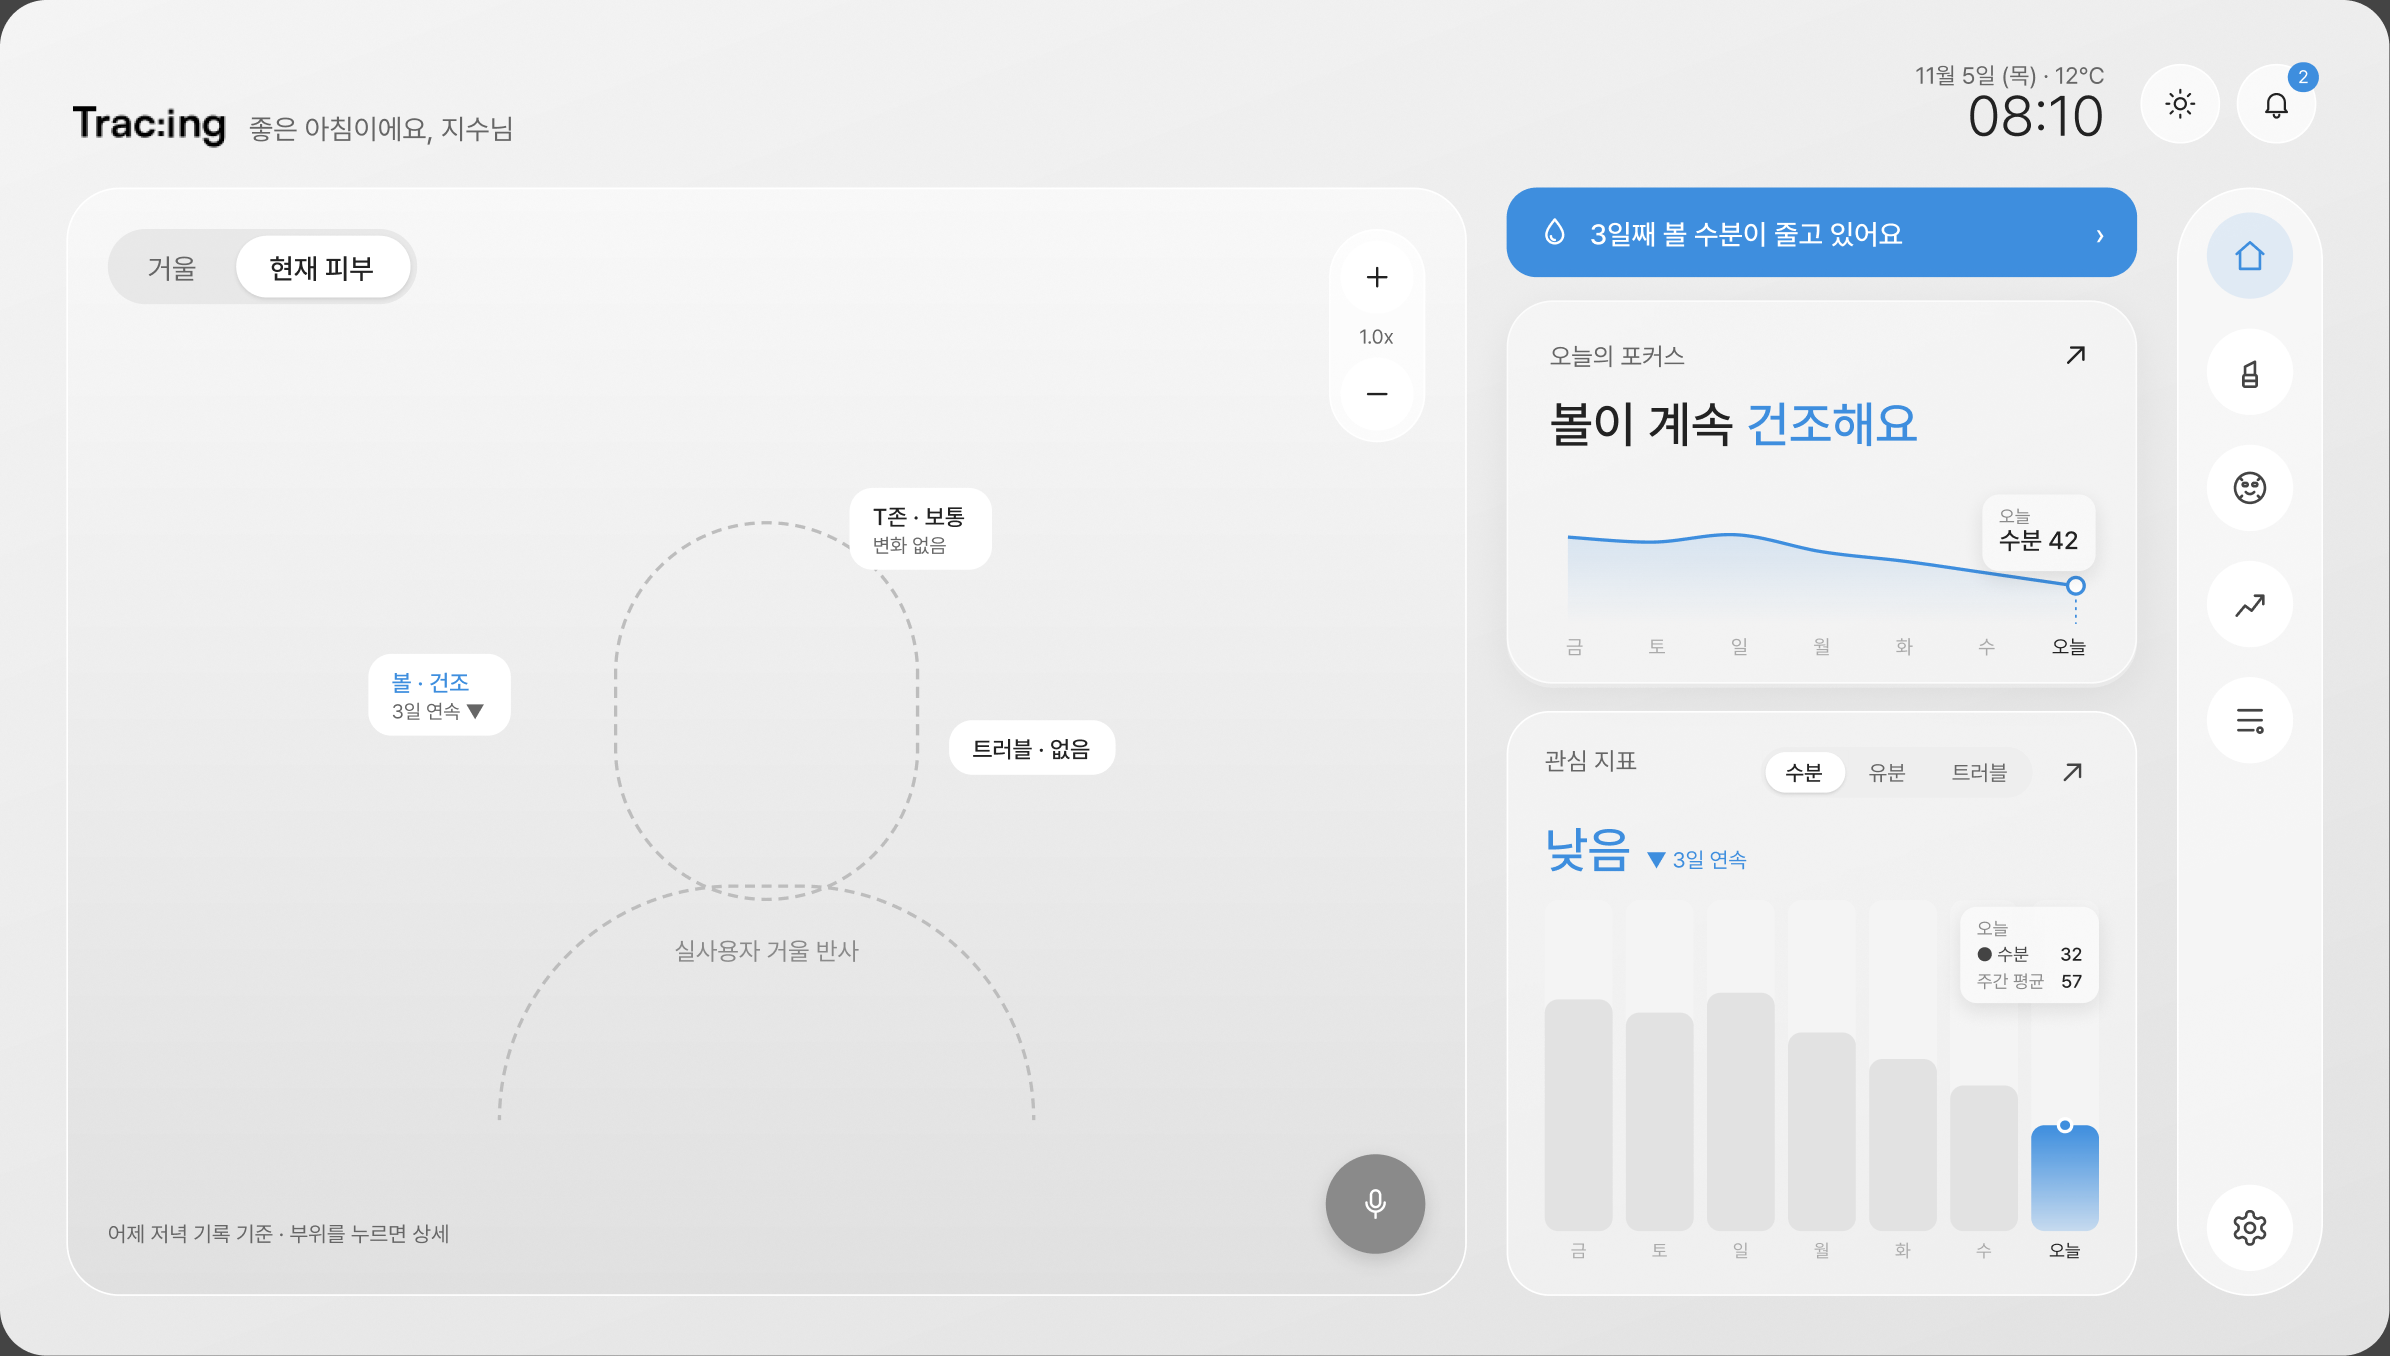 Trac:ing
좋은 아침이에요, 지수님
11월 5일 (목) · 12°C
08:10
2
거울
현재 피부
+
1.0x
−
T존 · 보통
변화 없음
볼 · 건조
3일 연속 ▼
트러블 · 없음
실사용자 거울 반사
어제 저녁 기록 기준 · 부위를 누르면 상세
3일째 볼 수분이 줄고 있어요
›
오늘의 포커스
볼이 계속 건조해요
오늘
수분 42
금 토 일 월 화 수 오늘
관심 지표
수분 유분 트러블
낮음 ▼ 3일 연속
오늘
수분 32
주간 평균 57
금 토 일 월 화 수 오늘